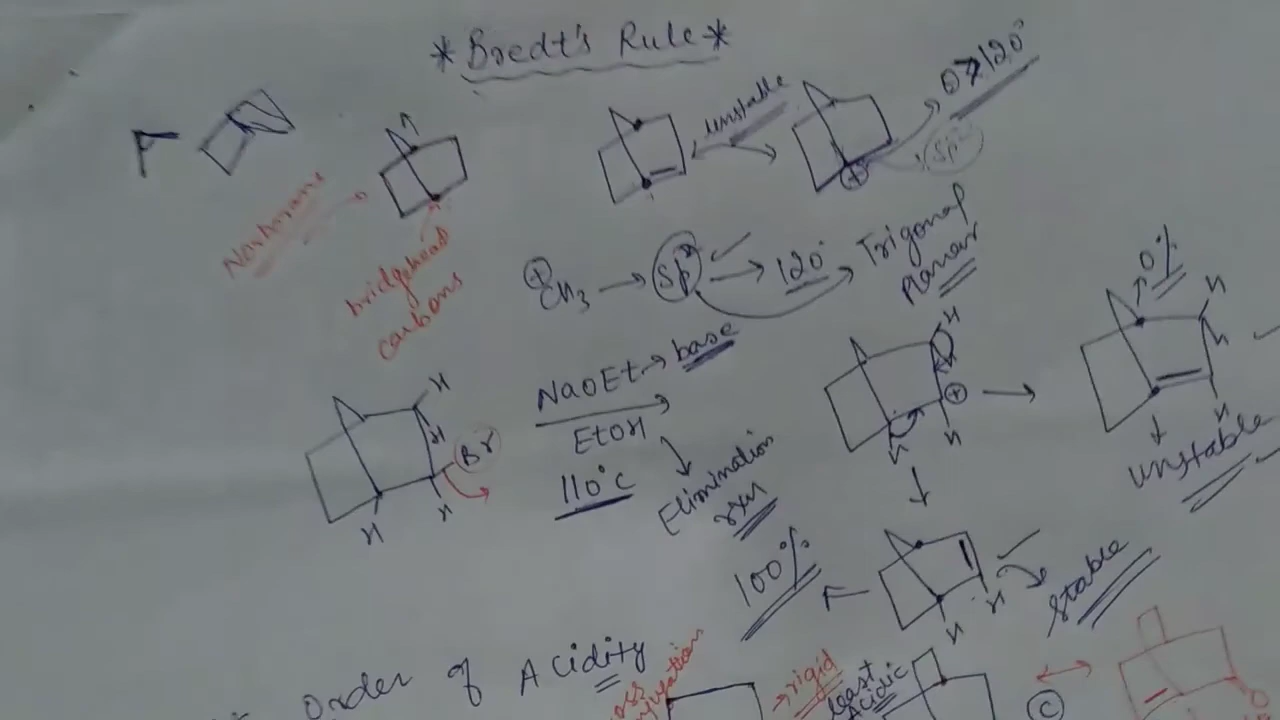 *Bredt's Rule*
unstable
θ ≥ 120°
sp²
Norbornane
bridgehead
carbons
⊕CH₃ → sp² → 120°
Trigonal
Planar
0%
H
H
H
unstable
NaOEt → base
EtOH
110°C
Elimination
rxn
H
H
Br
H
H
H
H
⊕
H
H
100%
H
H
stable
Order of Acidity
rigid
least
Acidic
C